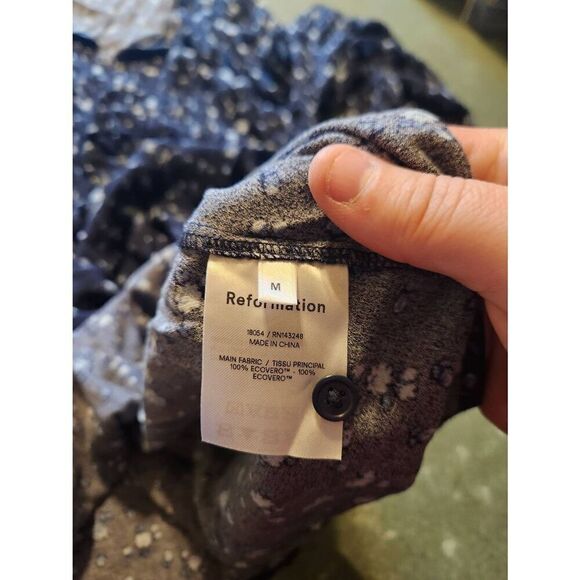 M
Reformation
18054 / RN143248
MADE IN CHINA
MAIN FABRIC / TISSU PRINCIPAL
100% ECOVERO™ - 100%
ECOVERO™